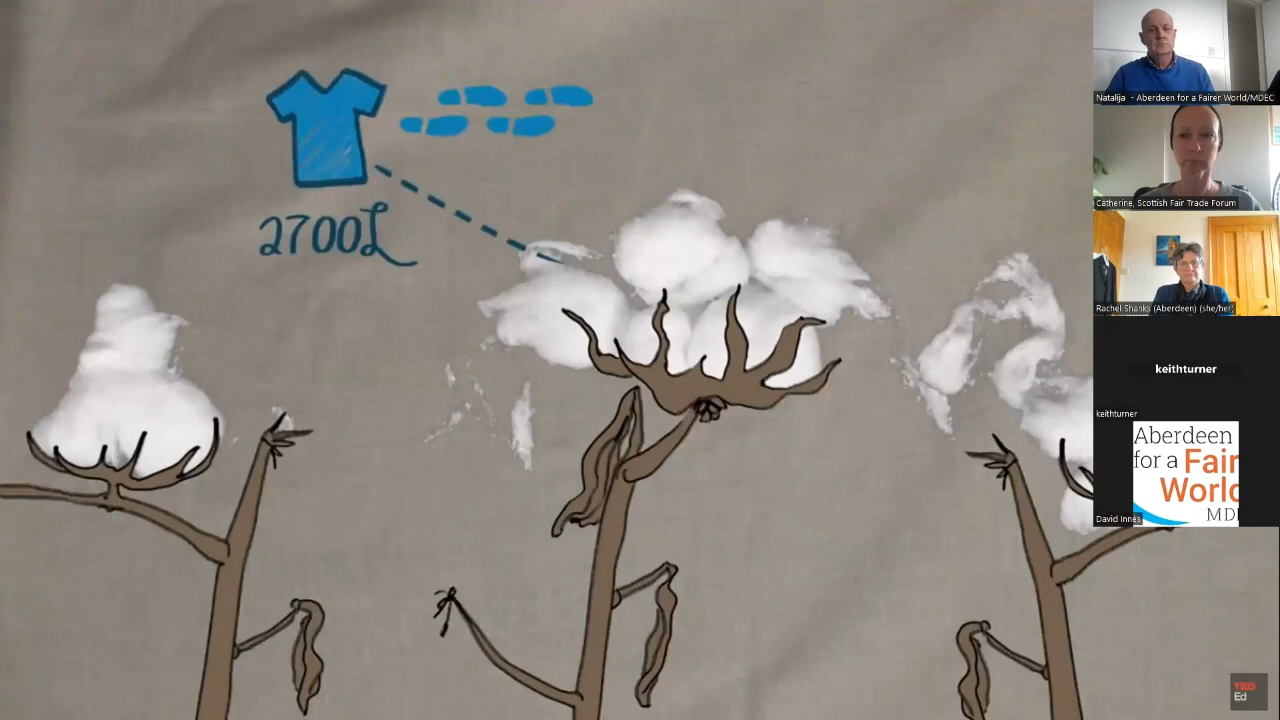 2700L
Natalija - Aberdeen for a Fairer World/MDEC
Catherine, Scottish Fair Trade Forum
Rachel Shanks (Aberdeen) (she/her)
keithturner
keithturner
Aberdeen
for a Fair
World
MD
David Innes
TED
Ed